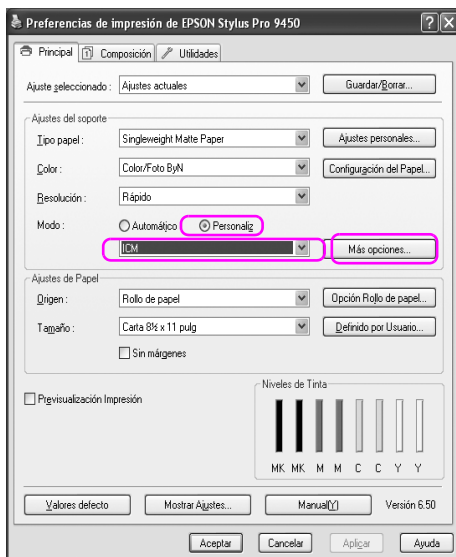 Preferencias de impresión de EPSON Stylus Pro 9450
Principal Composición Utilidades
Ajuste seleccionado : Ajustes actuales Guardar/Borrar...
Ajustes del soporte
Tipo papel : Singleweight Matte Paper Ajustes personales...
Color : Color/Foto ByN Configuración del Papel...
Resolución : Rápido
Modo : Automático Personaliz
ICM Más opciones...
Ajustes de Papel
Origen : Rollo de papel Opción Rollo de papel...
Tamaño : Carta 8½ x 11 pulg Definido por Usuario...
Sin márgenes
Previsualización Impresión
Niveles de Tinta
MK MK M M C C Y Y
Valores defecto Mostrar Ajustes... Manual(Y) Versión 6.50
Aceptar Cancelar Aplicar Ayuda